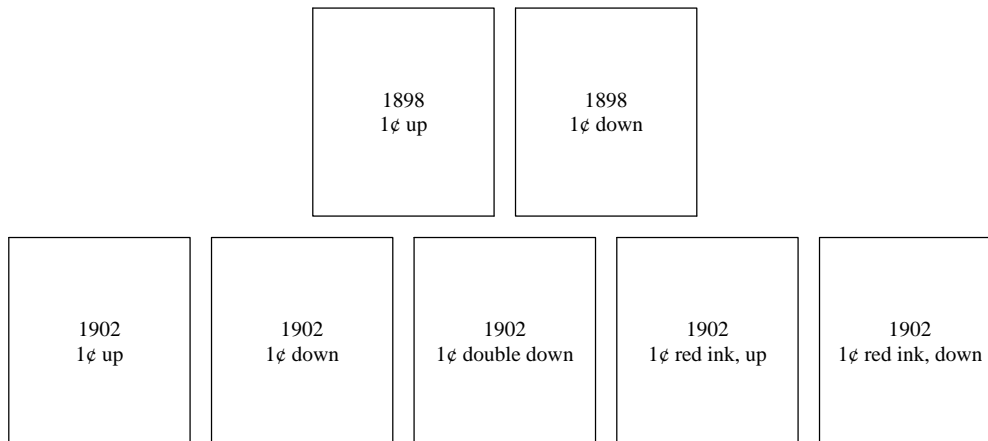 1898
1¢ up
1898
1¢ down
1902
1¢ up
1902
1¢ down
1902
1¢ double down
1902
1¢ red ink, up
1902
1¢ red ink, down